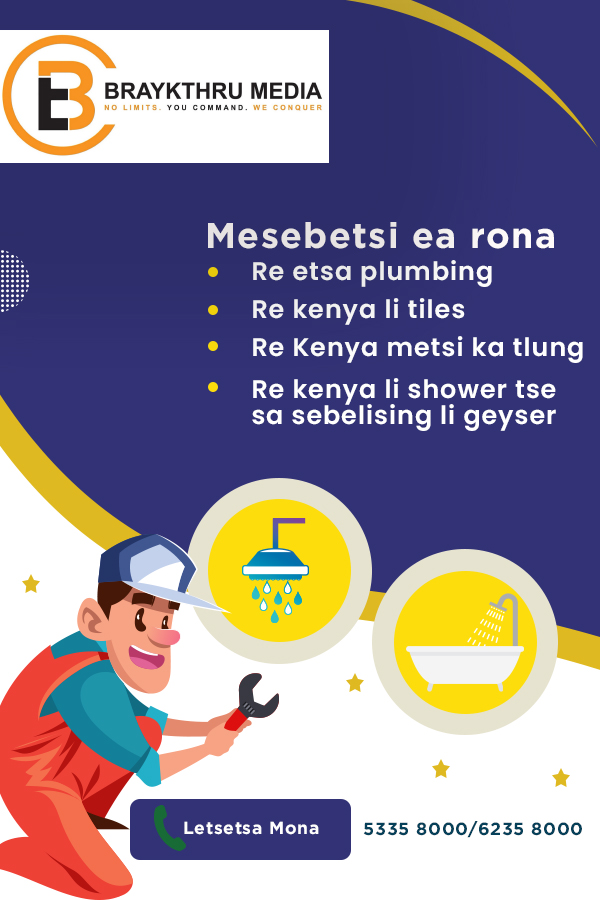 BRAYKTHRU MEDIA
NO LIMITS. YOU COMMAND. WE CONQUER
Mesebetsi ea rona
Re etsa plumbing
Re kenya li tiles
Re Kenya metsi ka tlung
Re kenya li shower tse
sa sebelising li geyser
Letsetsa Mona
5335 8000/6235 8000